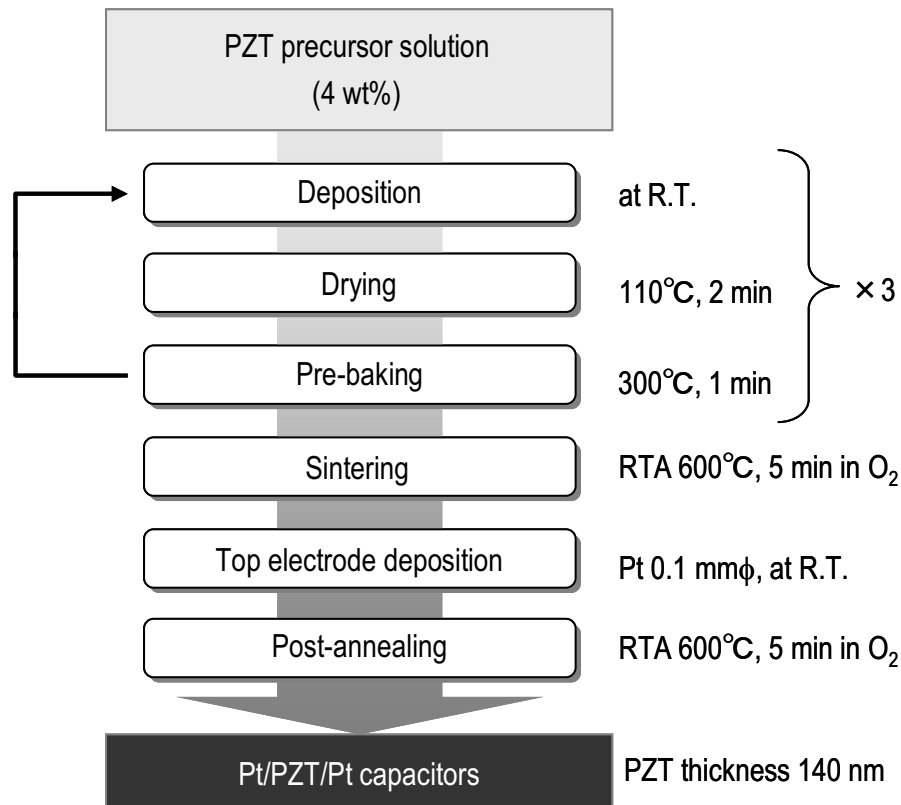 PZT precursor solution
(4 wt%)
Deposition
at R.T.
Drying
110℃, 2 min
× 3
Pre-baking
300℃, 1 min
Sintering
RTA 600℃, 5 min in O₂
Top electrode deposition
Pt 0.1 mmϕ, at R.T.
Post-annealing
RTA 600℃, 5 min in O₂
Pt/PZT/Pt capacitors
PZT thickness 140 nm